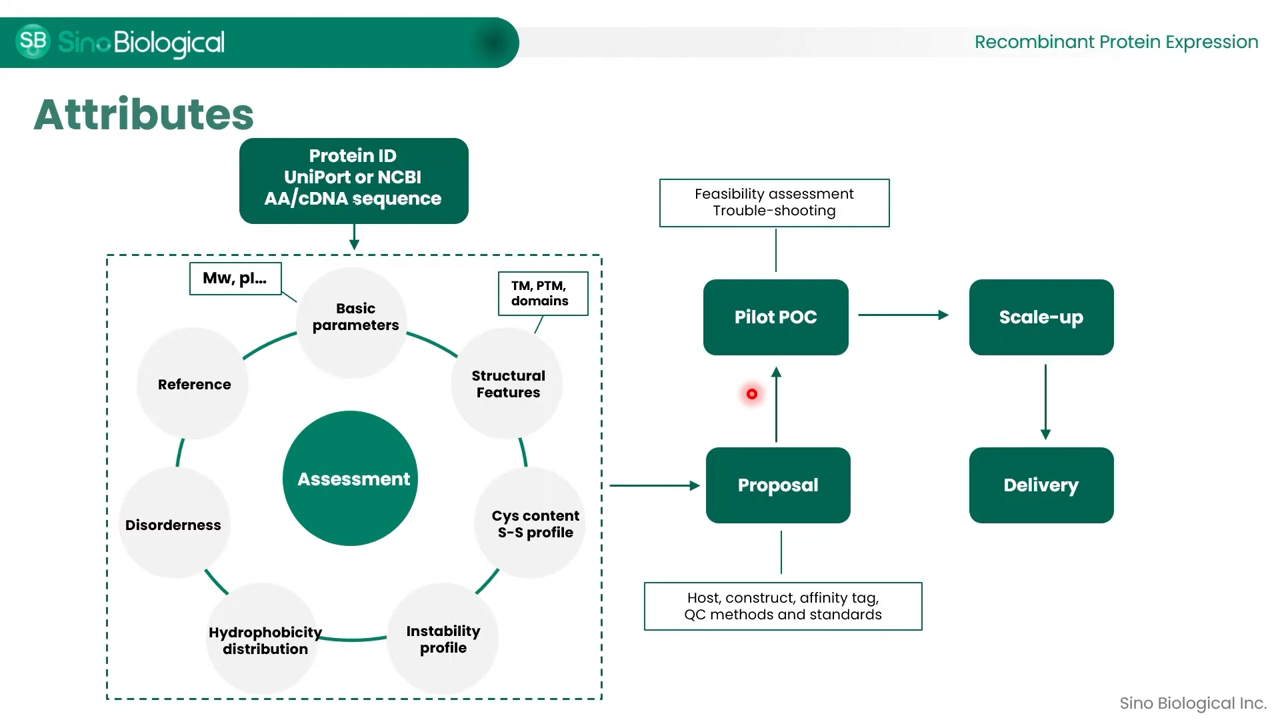 SB SinoBiological
Recombinant Protein Expression
Attributes
Protein ID
UniPort or NCBI
AA/cDNA sequence
Mw, pI...
Basic
parameters
TM, PTM,
domains
Structural
Features
Cys content
S-S profile
Instability
profile
Hydrophobicity
distribution
Disorderness
Reference
Assessment
Feasibility assessment
Trouble-shooting
Pilot POC
Scale-up
Proposal
Delivery
Host, construct, affinity tag,
QC methods and standards
Sino Biological Inc.